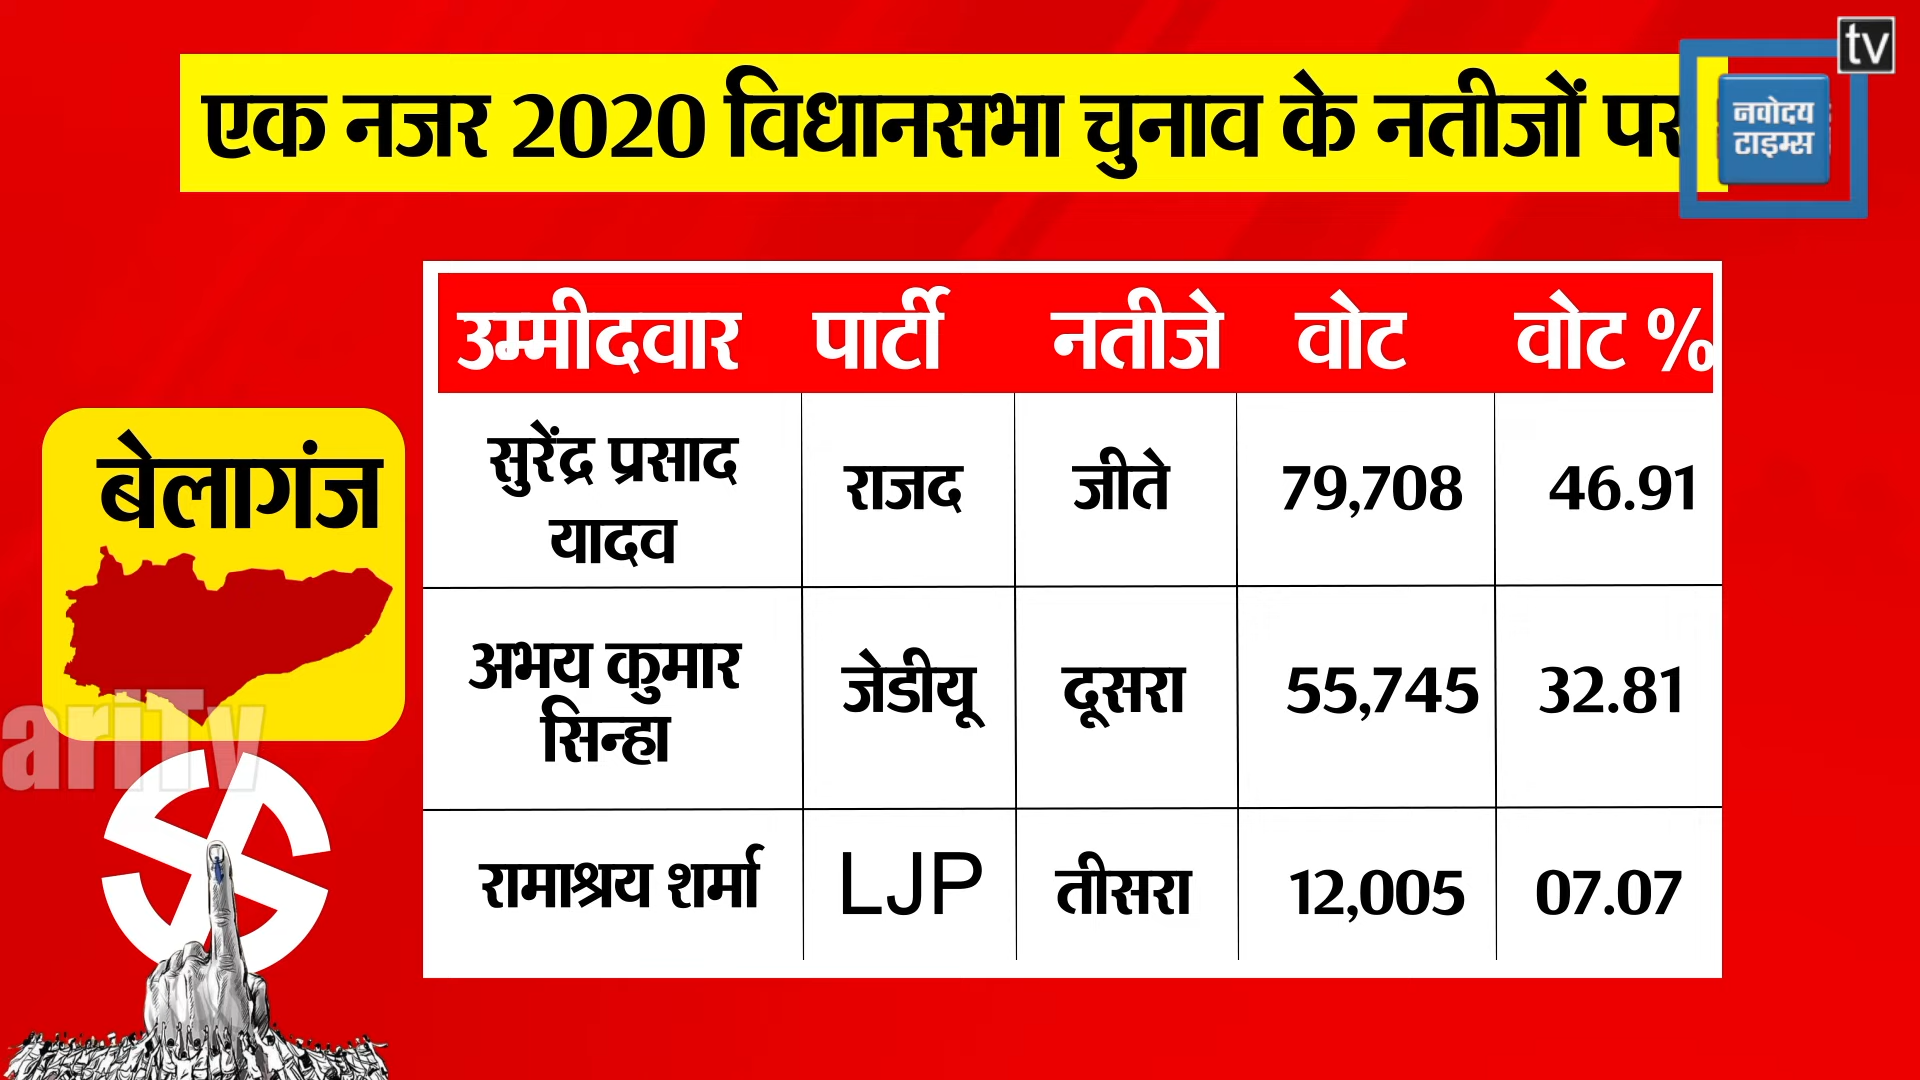 tv
एक नजर 2020 विधानसभा चुनाव के नतीजों पर
नवोदय
टाइम्स
उम्मीदवार पार्टी नतीजे वोट वोट %
सुरेंद्र प्रसाद
यादव
राजद जीते 79,708 46.91
बेलागंज
अभय कुमार
सिन्हा
जेडीयू दूसरा 55,745 32.81
ariTv
रामाश्रय शर्मा LJP तीसरा 12,005 07.07